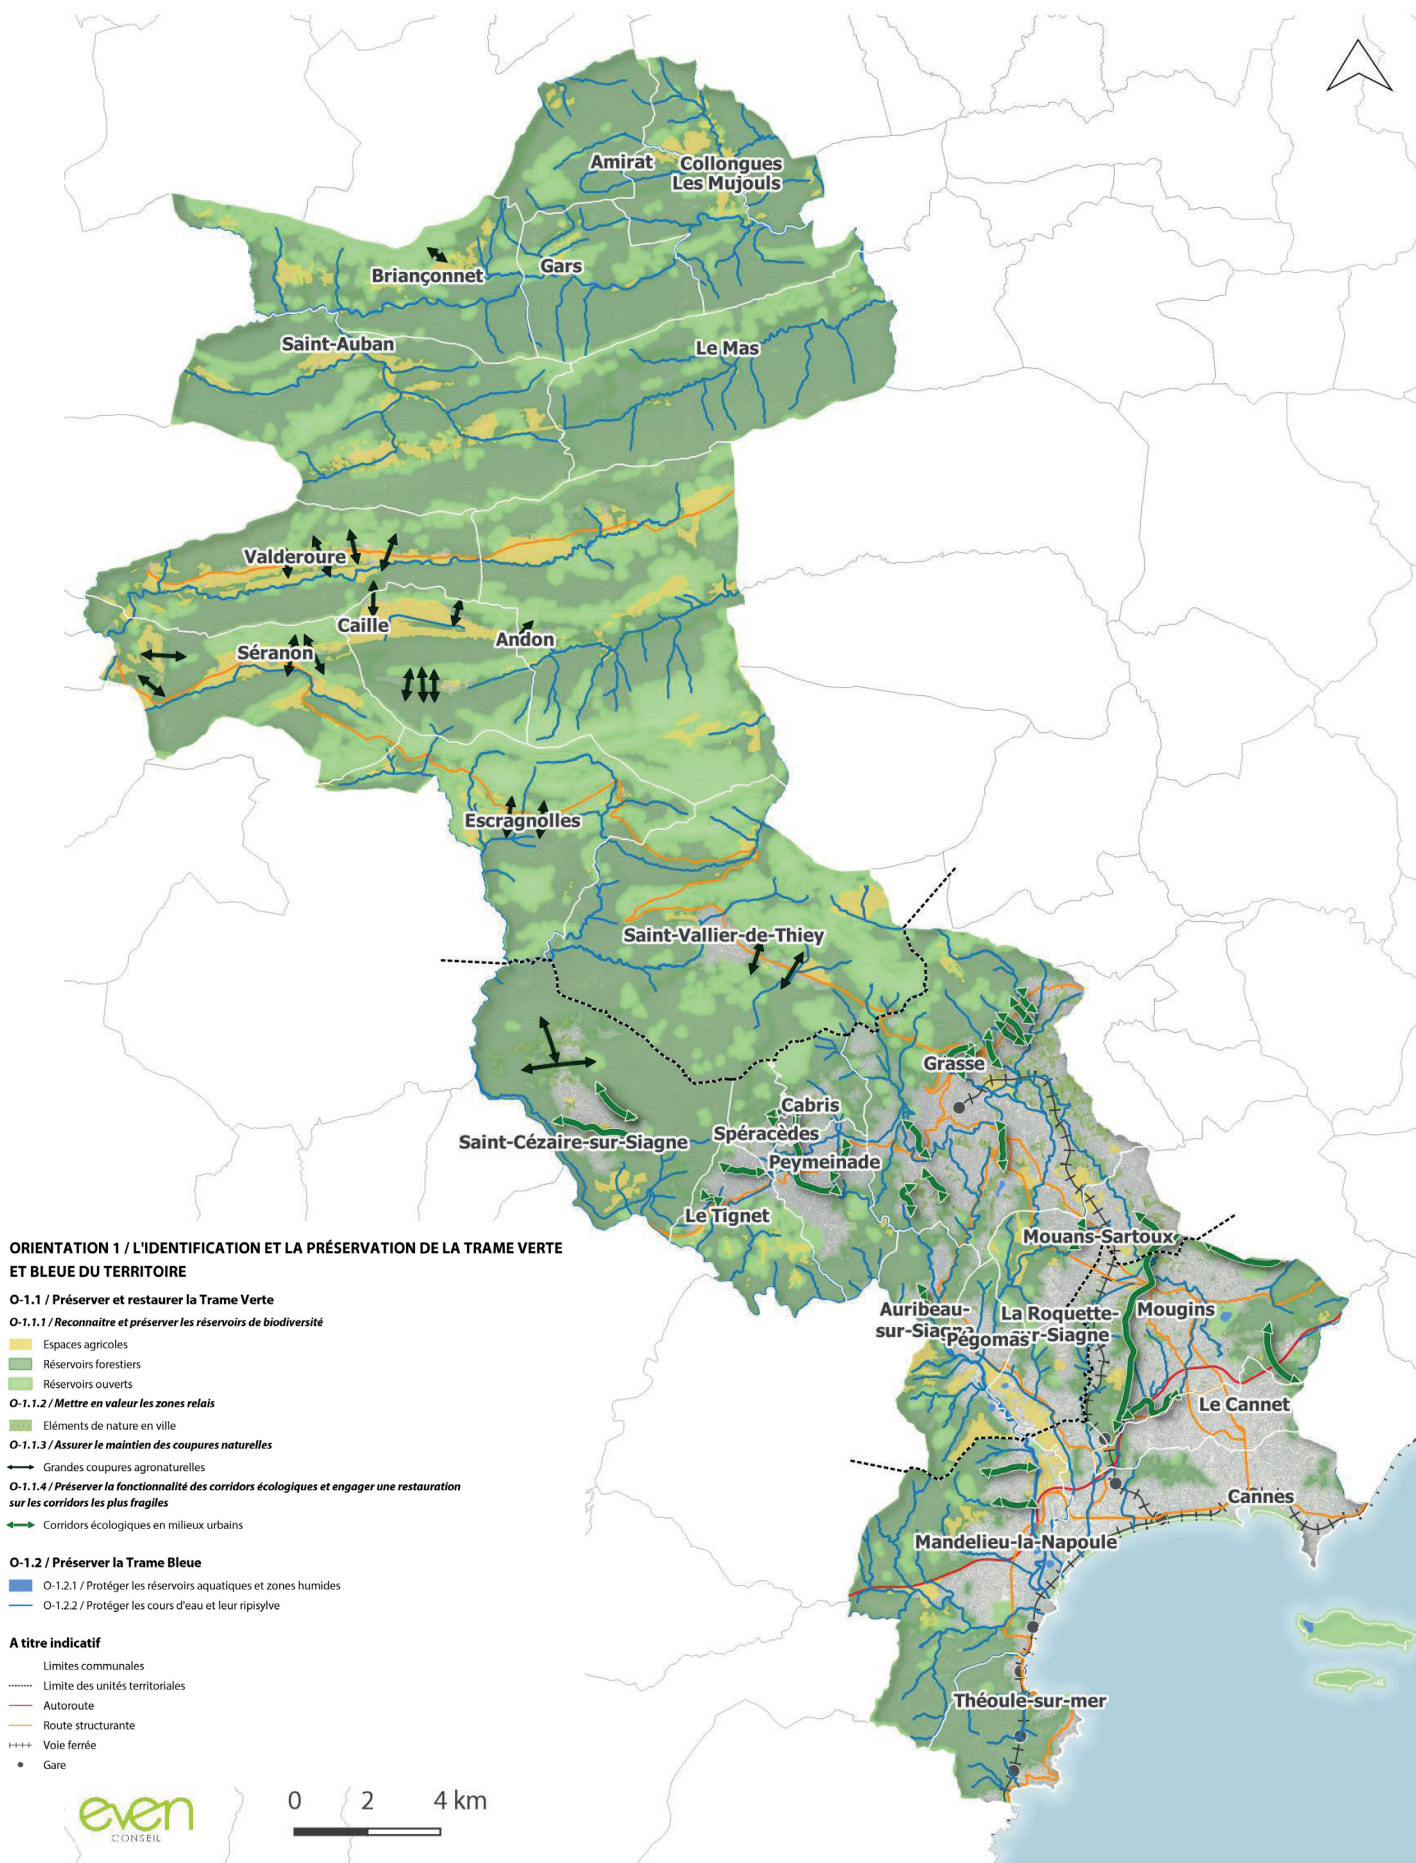 Amirat
Collongues
Les Mujouls
Briançonnet
Gars
Saint-Auban
Le Mas
Valderoure
Caille
Andon
Séranon
Escragnolles
Saint-Vallier-de-Thiey
Grasse
Cabris
Spéracèdes
Saint-Cézaire-sur-Siagne
Peymeinade
Le Tignet
Mouans-Sartoux
Auribeau-
sur-Siagne
Pégomas
La Roquette-
sur-Siagne
Mougins
Le Cannet
Cannes
Mandelieu-la-Napoule
Théoule-sur-mer
ORIENTATION 1 / L'IDENTIFICATION ET LA PRÉSERVATION DE LA TRAME VERTE
ET BLEUE DU TERRITOIRE
O-1.1 / Préserver et restaurer la Trame Verte
O-1.1.1 / Reconnaitre et préserver les réservoirs de biodiversité
Espaces agricoles
Réservoirs forestiers
Réservoirs ouverts
O-1.1.2 / Mettre en valeur les zones relais
Eléments de nature en ville
O-1.1.3 / Assurer le maintien des coupures naturelles
Grandes coupures agronaturelles
O-1.1.4 / Préserver la fonctionnalité des corridors écologiques et engager une restauration
sur les corridors les plus fragiles
Corridors écologiques en milieux urbains
O-1.2 / Préserver la Trame Bleue
O-1.2.1 / Protéger les réservoirs aquatiques et zones humides
O-1.2.2 / Protéger les cours d'eau et leur ripisylve
A titre indicatif
Limites communales
Limite des unités territoriales
Autoroute
Route structurante
Voie ferrée
Gare
even
CONSEIL
0 2 4 km